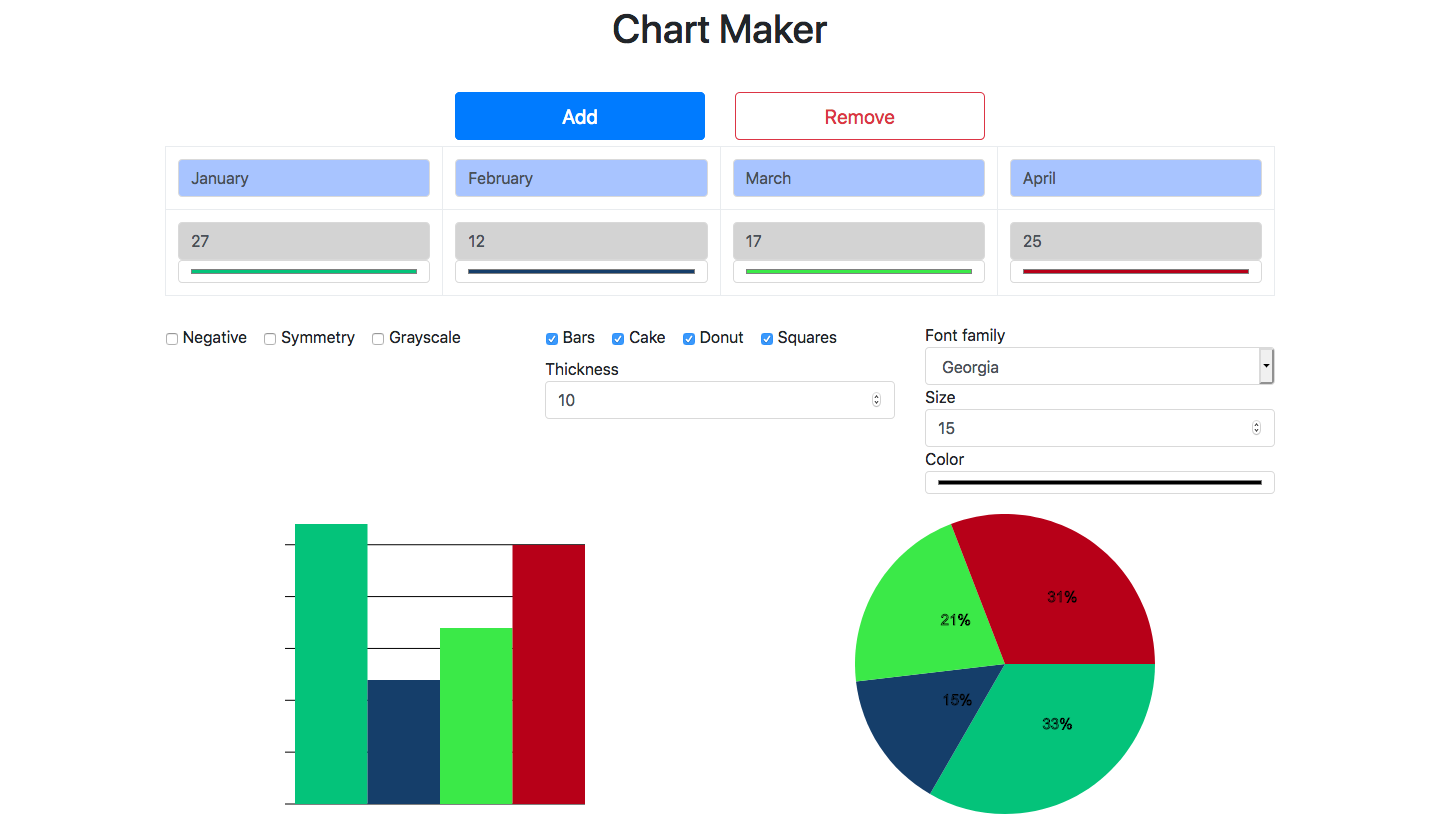 Chart Maker
Add Remove
January February March April
27 12 17 25
Negative Symmetry Grayscale
Bars Cake Donut Squares
Thickness
10
Font family
Georgia
Size
15
Color
31%
21%
15%
33%